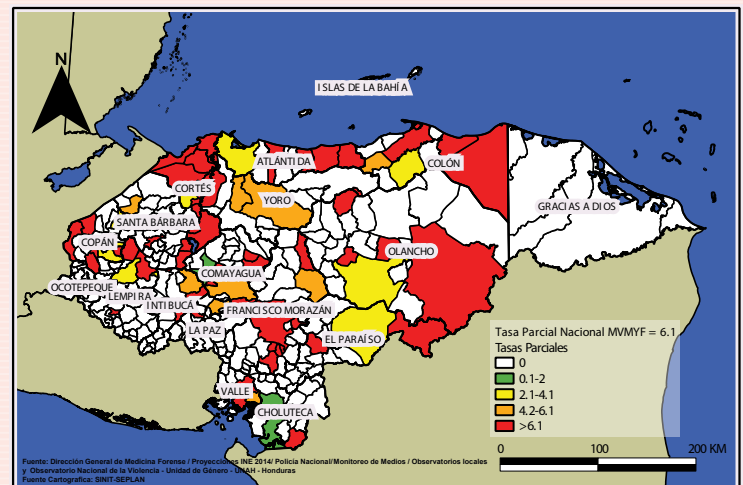 N
ISLAS DE LA BAHÍA
ATLÁNTIDA
COLÓN
CORTÉS
YORO
GRACIAS A DIOS
SANTA BÁRBARA
COPÁN
OLANCHO
COMAYAGUA
OCOTEPEQUE
LEMPIRA
INTIBUCÁ
FRANCISCO MORAZÁN
LA PAZ
EL PARAÍSO
VALLE
CHOLUTECA
Tasa Parcial Nacional MVMYF = 6.1
Tasas Parciales
0
0.1-2
2.1-4.1
4.2-6.1
>6.1
0 100 200 KM
Fuente: Dirección General de Medicina Forense / Proyecciones INE 2014/ Policía Nacional/Monitoreo de Medios / Observatorios locales
y Observatorio Nacional de la Violencia - Unidad de Género - UNAH - Honduras
Fuente Cartografica: SINIT-SEPLAN